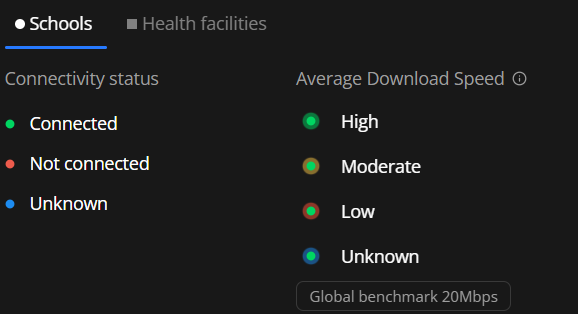 Schools
Health facilities
Connectivity status
Connected
Not connected
Unknown
Average Download Speed
High
Moderate
Low
Unknown
Global benchmark 20Mbps